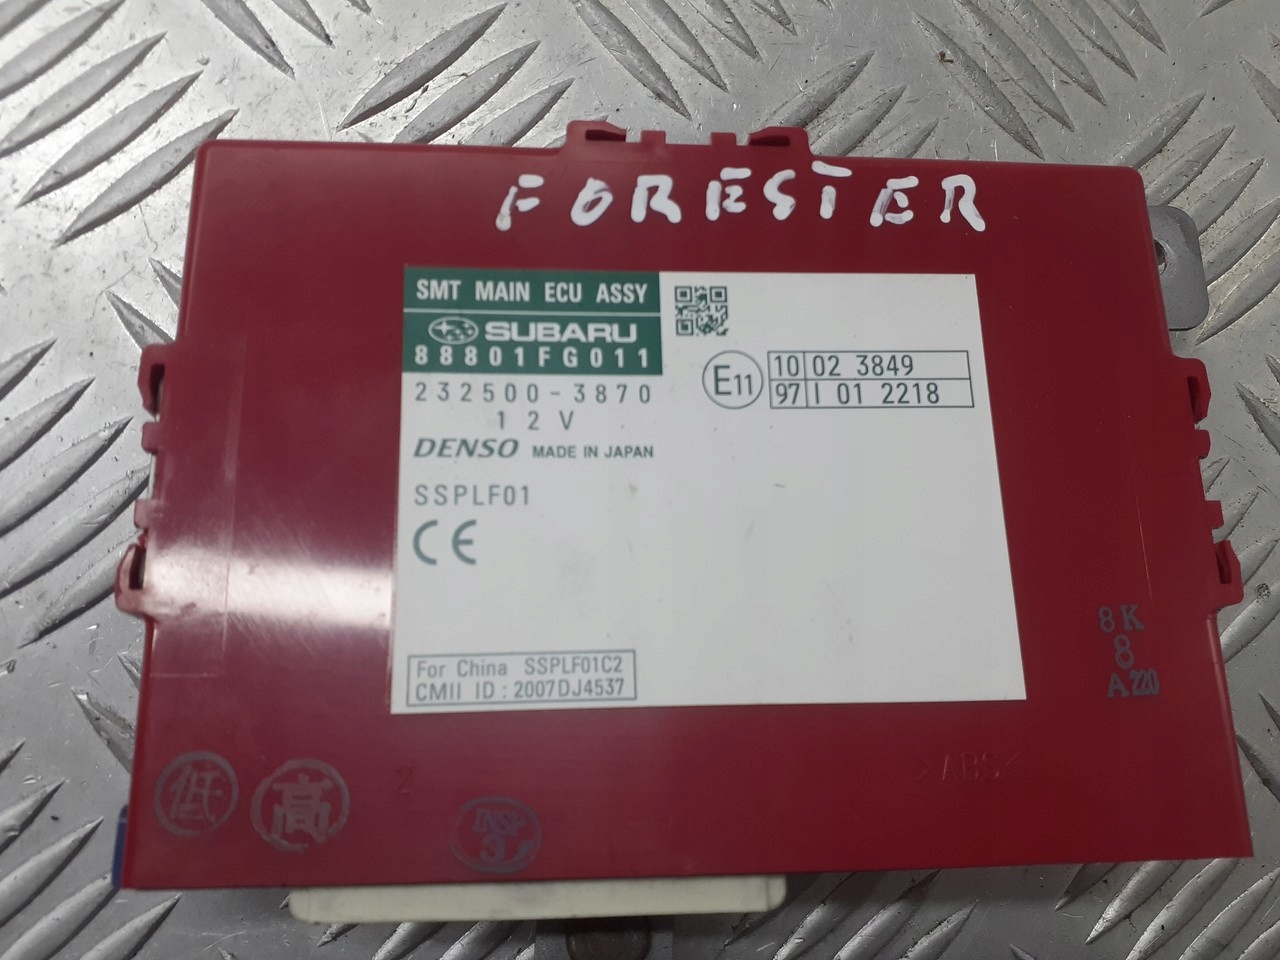 FORESTER
SMT MAIN ECU ASSY
SUBARU
88801FG011
232500-3870
12V
DENSO MADE IN JAPAN
SSPLF01
CE
E11
10 02 3849
97 I 01 2218
For China SSPLF01C2
CMII ID : 2007DJ4537
8K
8
A220
>ABS<
低
高
2
INSP
3